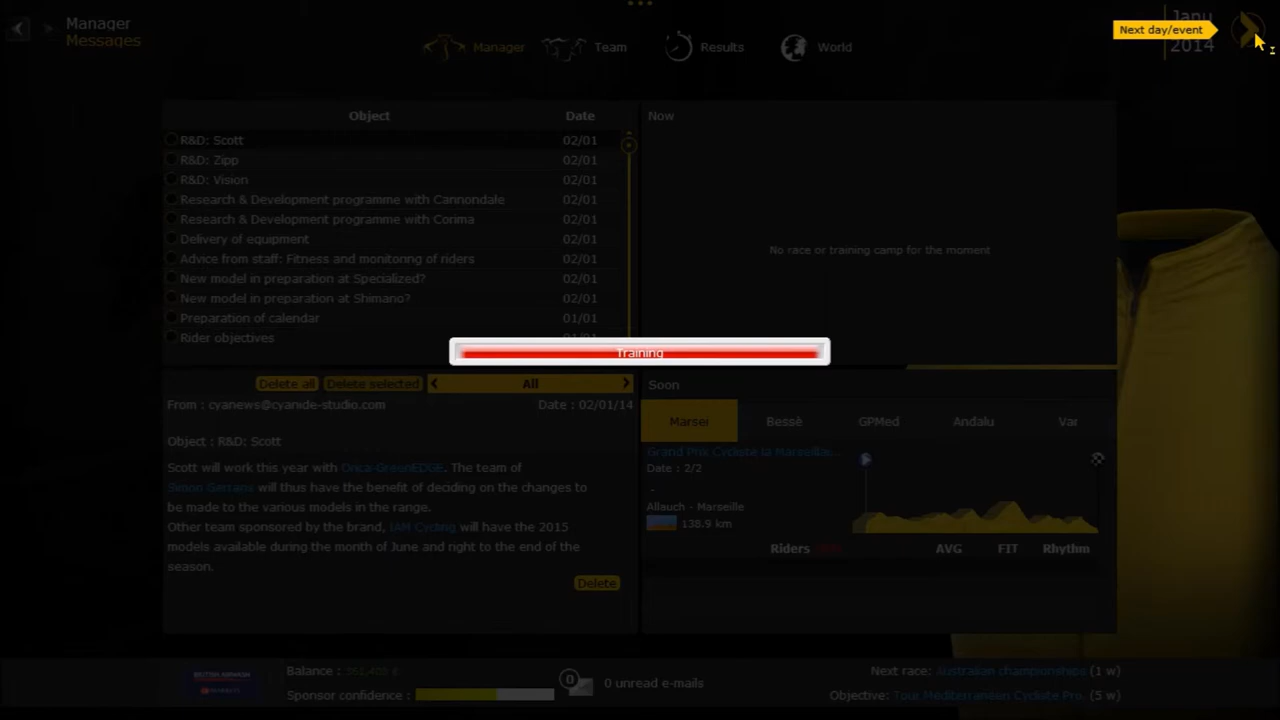 Manager
Messages
Manager
Team
Results
World
Next day/event
2014
Object
Date
R&D: Scott 02/01
R&D: Zipp 02/01
R&D: Vision 02/01
Research & Development programme with Cannondale 02/01
Research & Development programme with Corima 02/01
Delivery of equipment 02/01
Advice from staff: Fitness and monitoring of riders 02/01
New model in preparation at Specialized? 02/01
New model in preparation at Shimano? 02/01
Preparation of calendar 01/01
Rider objectives 01/01
Now
No race or training camp for the moment
Training
Delete all
Delete selected
All
From : cyanews@cyanide-studio.com
Date : 02/01/14
Object : R&D: Scott
Scott will work this year with Orica-GreenEDGE. The team of
Simon Gerrans will thus have the benefit of deciding on the changes to
be made to the various models in the range.
Other team sponsored by the brand, IAM Cycling will have the 2015
models available during the month of June and right to the end of the
season.
Delete
Soon
Marsei
Bessè
GPMed
Andalu
Var
Grand Prix Cycliste la Marseillai...
Date : 2/2
-
Allauch - Marseille
138.9 km
Riders
AVG
FIT
Rhythm
BRITISH AIRWAYS
Balance :
Sponsor confidence :
0
0 unread e-mails
Next race: Australian championships (1 w)
Objective: Tour Méditerranéen Cycliste Pro. (5 w)